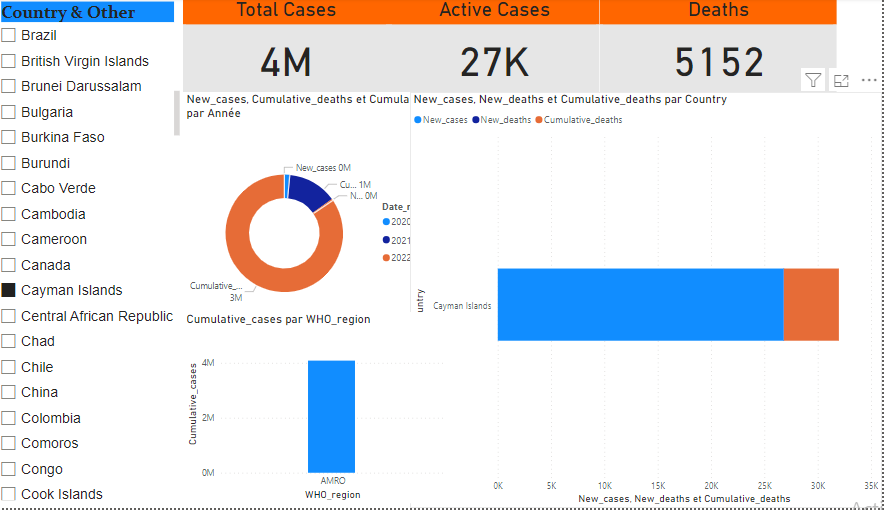 Country & Other
Brazil
British Virgin Islands
Brunei Darussalam
Bulgaria
Burkina Faso
Burundi
Cabo Verde
Cambodia
Cameroon
Canada
Cayman Islands
Central African Republic
Chad
Chile
China
Colombia
Comoros
Congo
Cook Islands
Total Cases
4M
Active Cases
27K
Deaths
5152
New_cases, Cumulative_deaths et Cumula
par Année
New_cases 0M
Cu... 1M
N... 0M
Cumulative_...
3M
Date_r
2020
2021
2022
Cumulative_cases par WHO_region
Cumulative_cases
4M
2M
0M
AMRO
WHO_region
New_cases, New_deaths et Cumulative_deaths par Country
New_cases New_deaths Cumulative_deaths
untry
Cayman Islands
0K 5K 10K 15K 20K 25K 30K 35K
New_cases, New_deaths et Cumulative_deaths